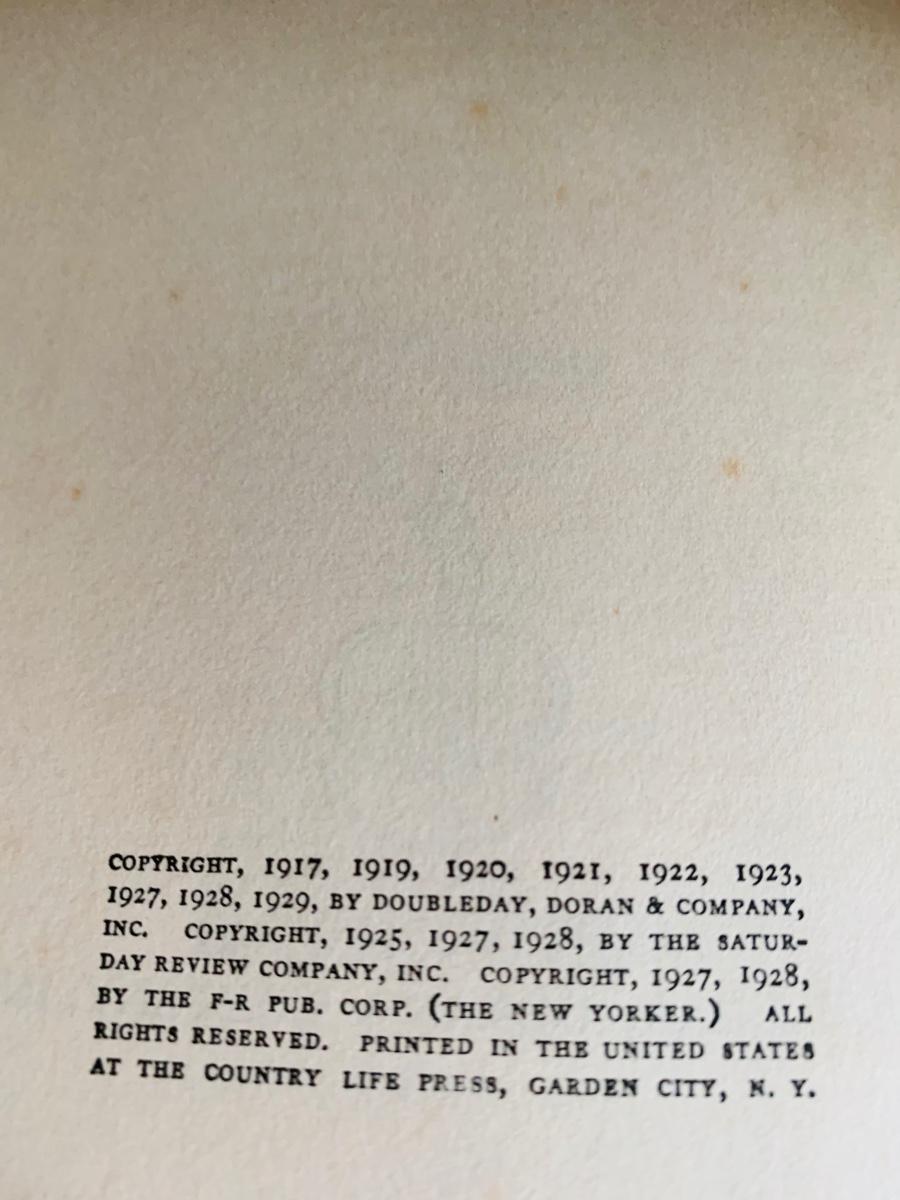 COPYRIGHT, 1917, 1919, 1920, 1921, 1922, 1923,
1927, 1928, 1929, BY DOUBLEDAY, DORAN & COMPANY,
INC. COPYRIGHT, 1925, 1927, 1928, BY THE SATUR-
DAY REVIEW COMPANY, INC. COPYRIGHT, 1927, 1928,
BY THE F-R PUB. CORP. (THE NEW YORKER.) ALL
RIGHTS RESERVED. PRINTED IN THE UNITED STATES
AT THE COUNTRY LIFE PRESS, GARDEN CITY, N. Y.